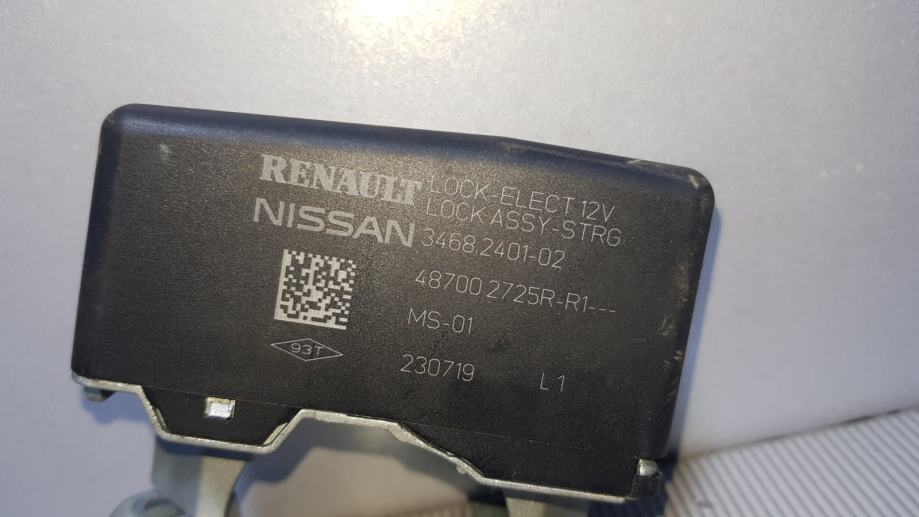 RENAULT LOCK-ELECT 12V
NISSAN LOCK ASSY-STRG
3468.2401-02
48700 2725R-R1---
MS-01
93T
230719 L1